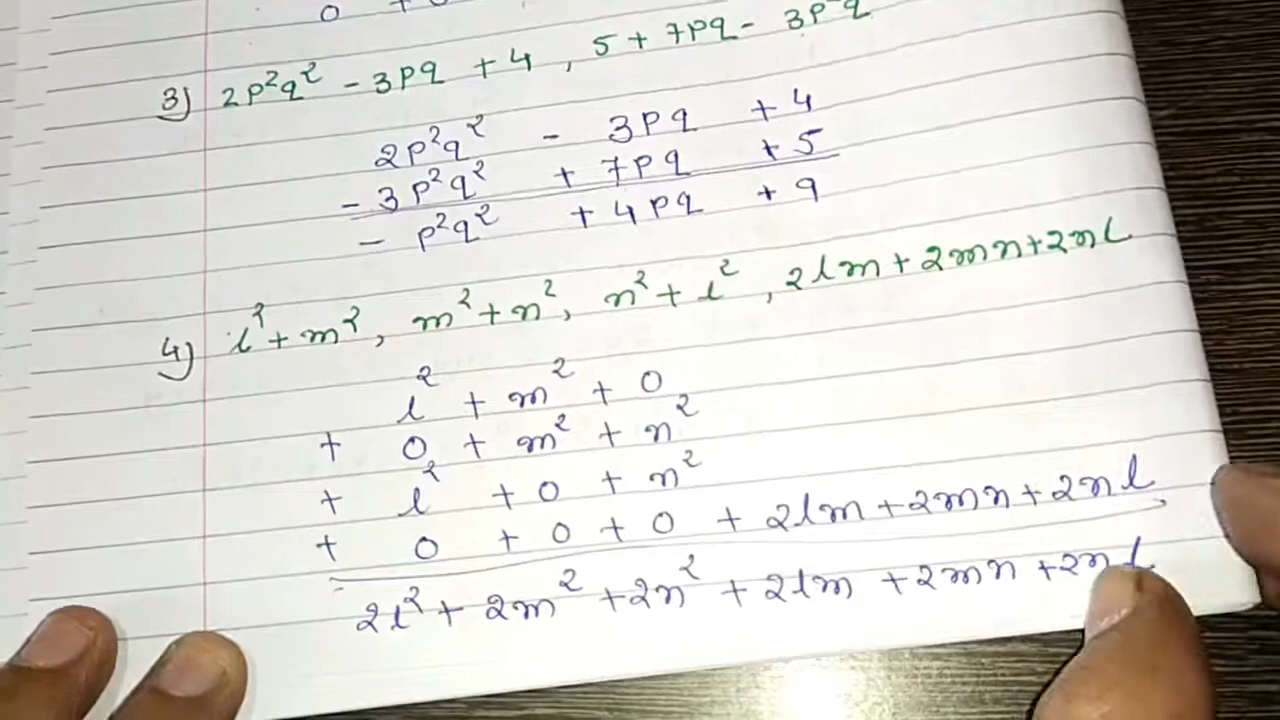 0 +
3) 2p²q² - 3pq + 4 , 5 + 7pq - 3p²q
2p²q² - 3pq + 4
- 3p²q² + 7pq + 5
- p²q² + 4pq + 9
4) l² + m² , m² + n² , n² + l² , 2lm + 2mn + 2nl
l² + m² + 0
+ 0 + m² + n²
+ l² + 0 + n²
+ 0 + 0 + 0 + 2lm + 2mn + 2nl
2l² + 2m² + 2n² + 2lm + 2mn + 2nl